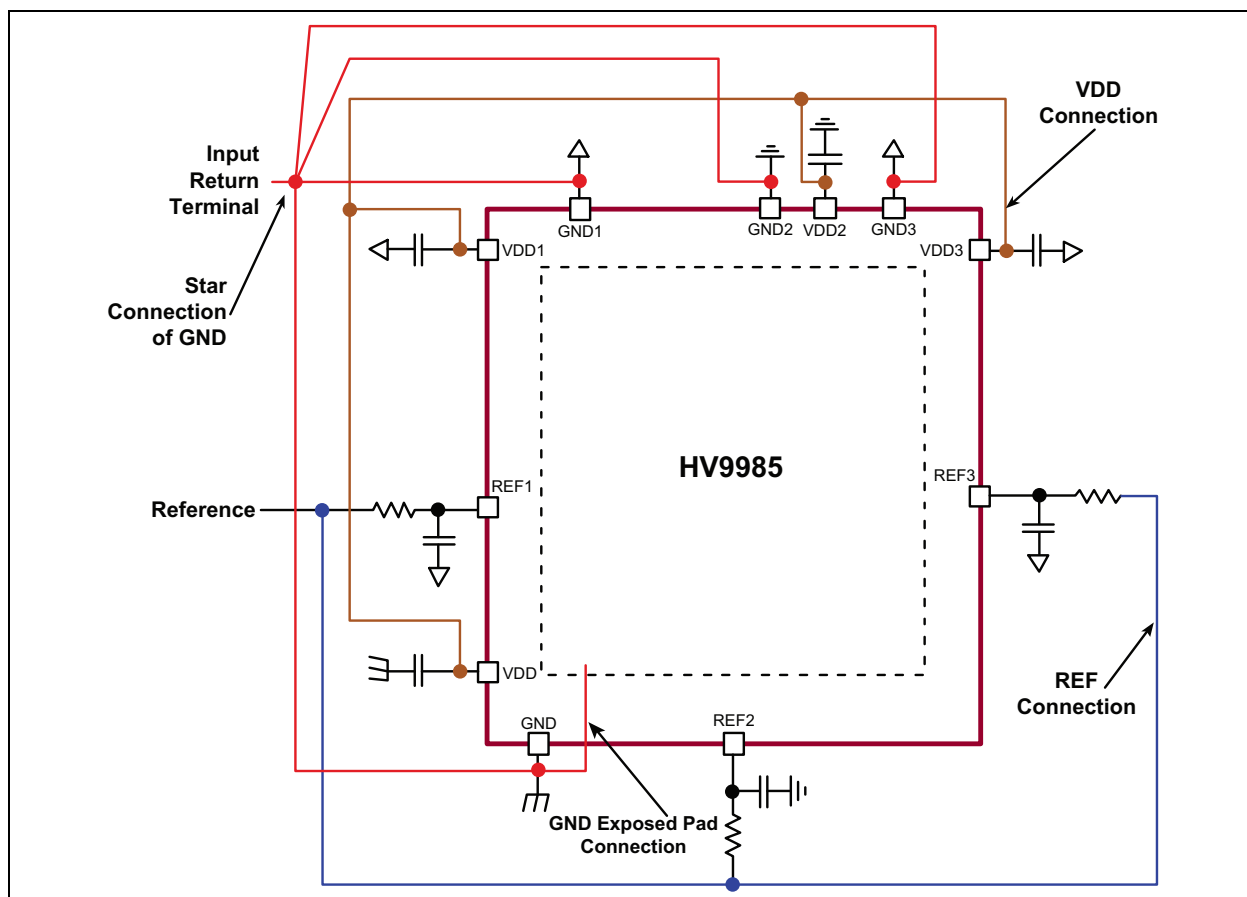 VDD
Connection
Input
Return
Terminal
GND1
GND2
VDD2
GND3
VDD1
VDD3
Star
Connection
of GND
HV9985
REF1
REF3
Reference
VDD
REF
Connection
GND
REF2
GND Exposed Pad
Connection